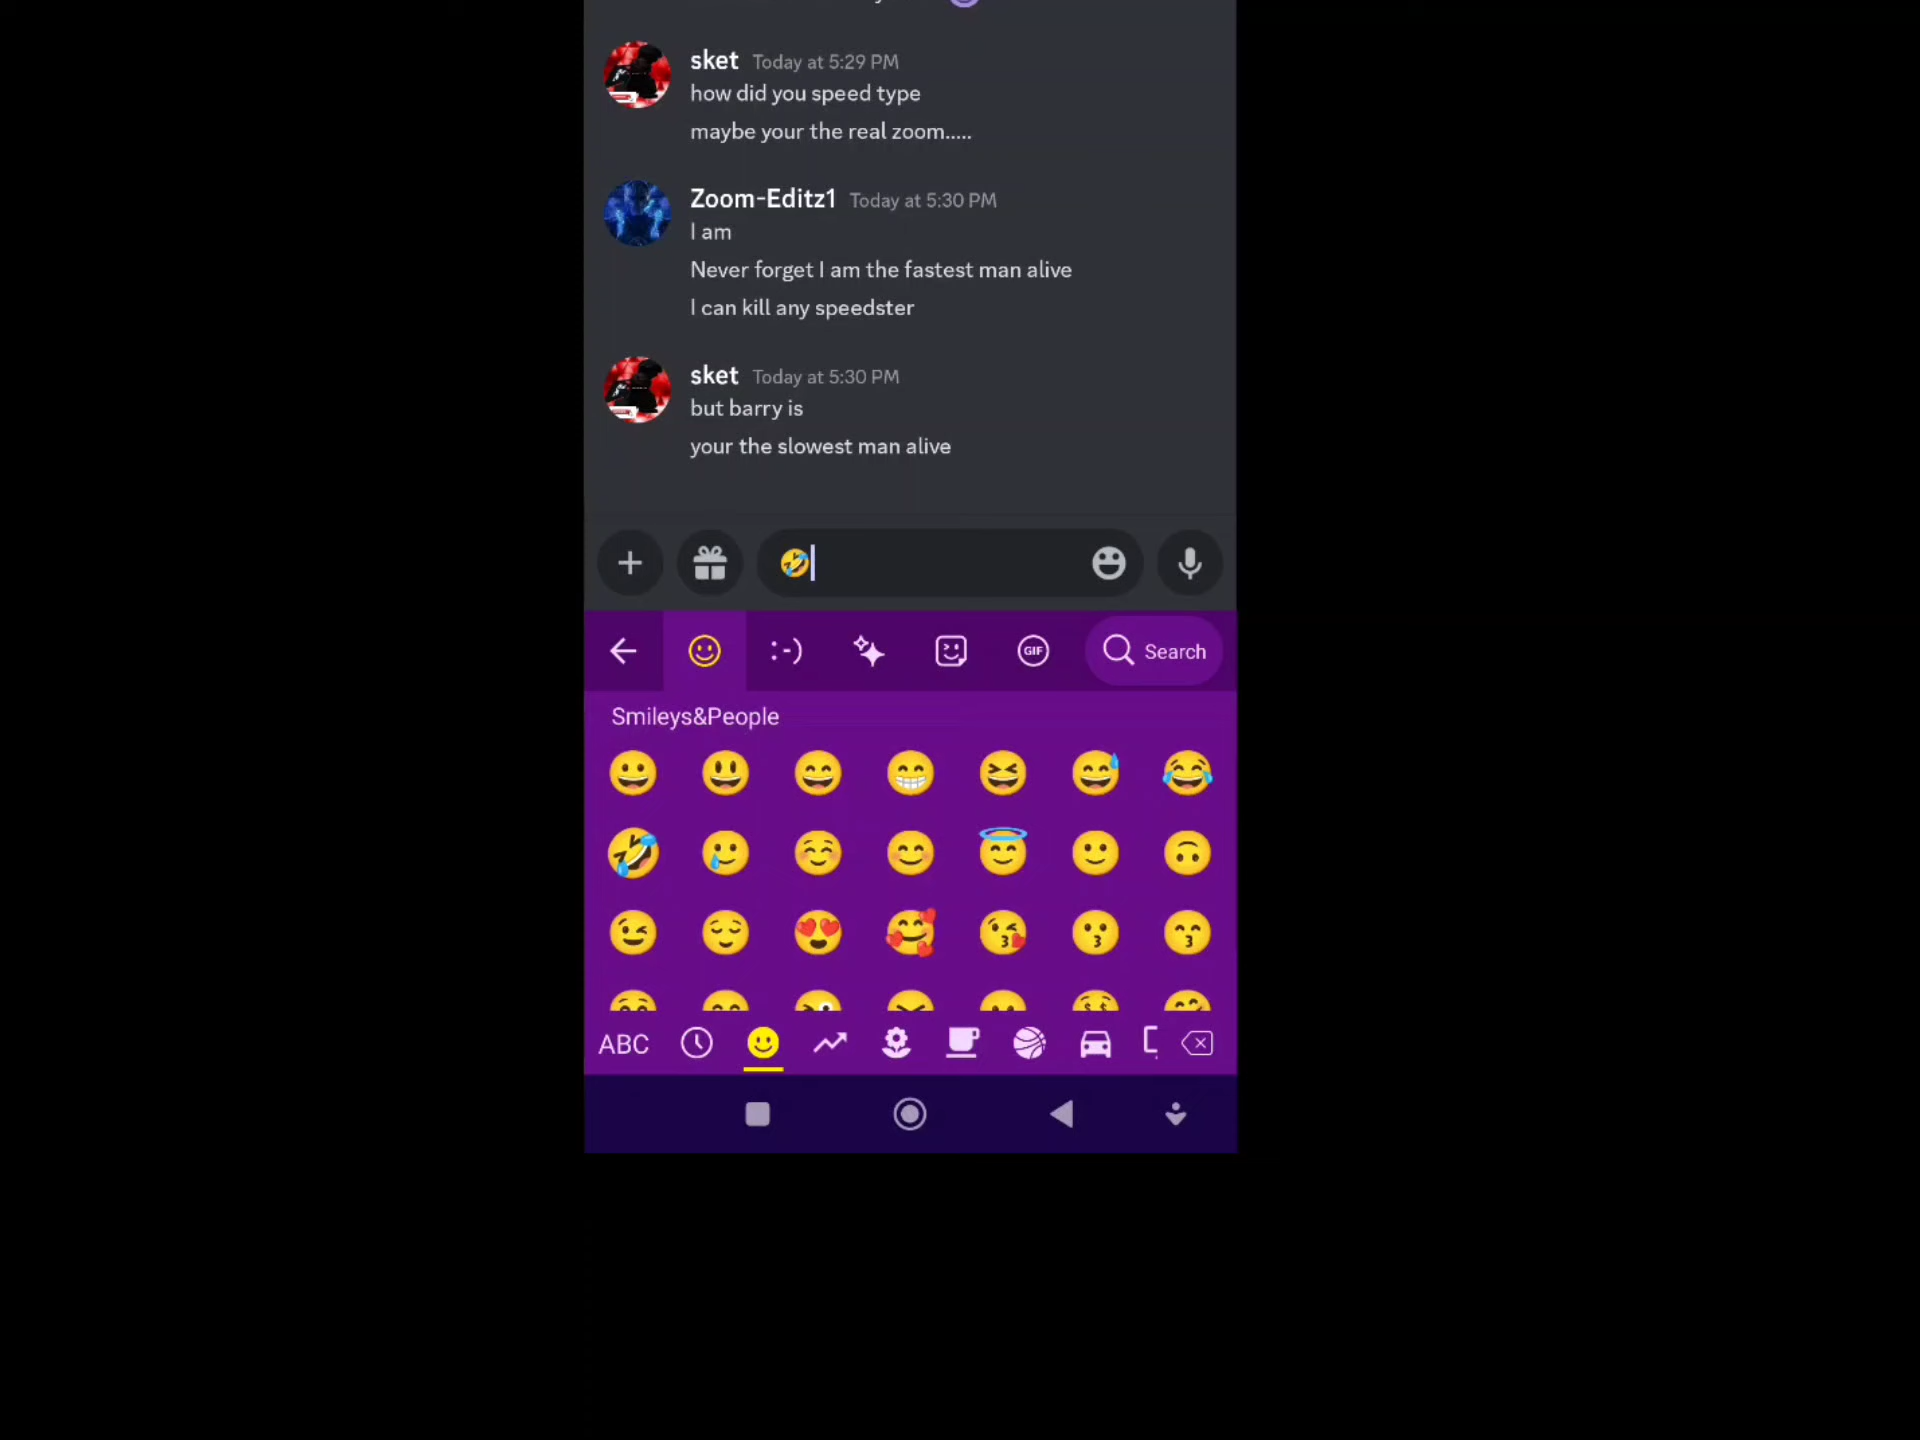 sket Today at 5:29 PM
how did you speed type
maybe your the real zoom.....
Zoom-Editz1 Today at 5:30 PM
I am
Never forget I am the fastest man alive
I can kill any speedster
sket Today at 5:30 PM
but barry is
your the slowest man alive
:-) GIF Search
Smileys&People
ABC